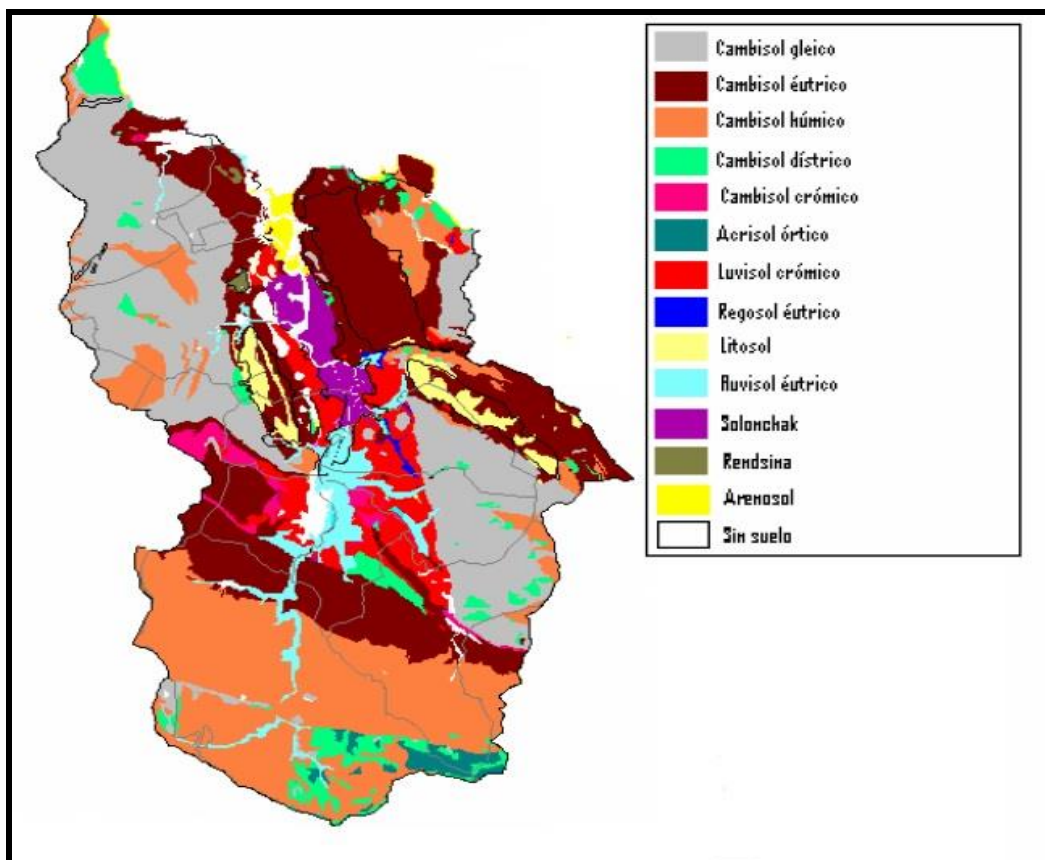 Cambisol gleico
Cambisol éutrico
Cambisol húmico
Cambisol dístrico
Cambisol crómico
Acrisol órtico
Luvisol crómico
Regosol éutrico
Litosol
Fluvisol éutrico
Solonchak
Rendsina
Arenosol
Sin suelo